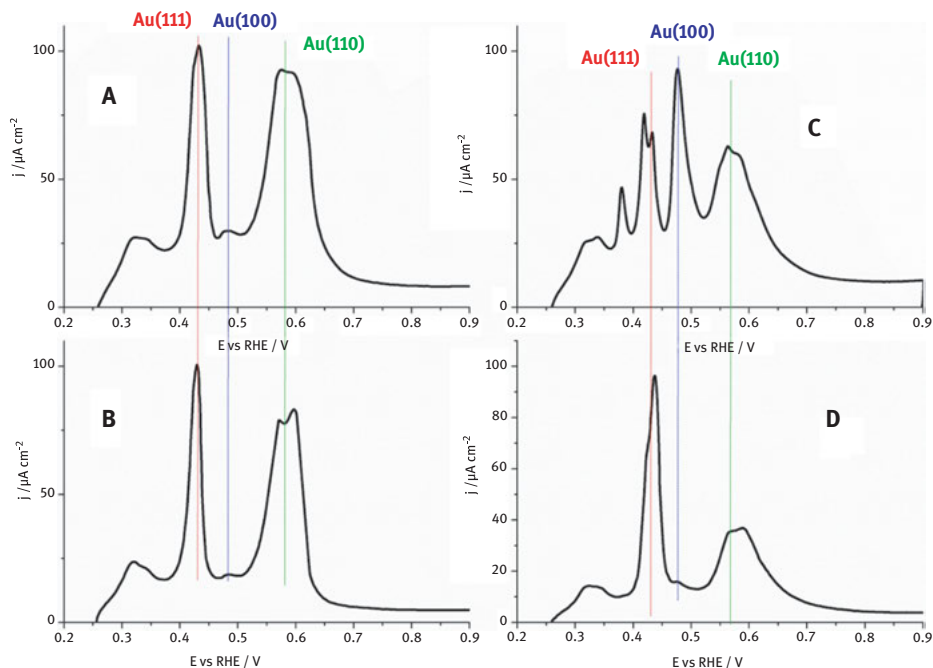 Au(111) Au(100)
Au(110)
A
j /µA cm-2
100
50
0
0.2 0.3 0.4 0.5 0.6 0.7 0.8 0.9
E vs RHE / V
Au(100)
Au(111) Au(110)
C
j /µA cm-2
100
50
0
0.2 0.3 0.4 0.5 0.6 0.7 0.8 0.9
E vs RHE / V
B
j /µA cm-2
100
50
0
0.2 0.3 0.4 0.5 0.6 0.7 0.8 0.9
E vs RHE / V
D
j /µA cm-2
100
80
60
40
20
0
0.2 0.3 0.4 0.5 0.6 0.7 0.8 0.9
E vs RHE / V